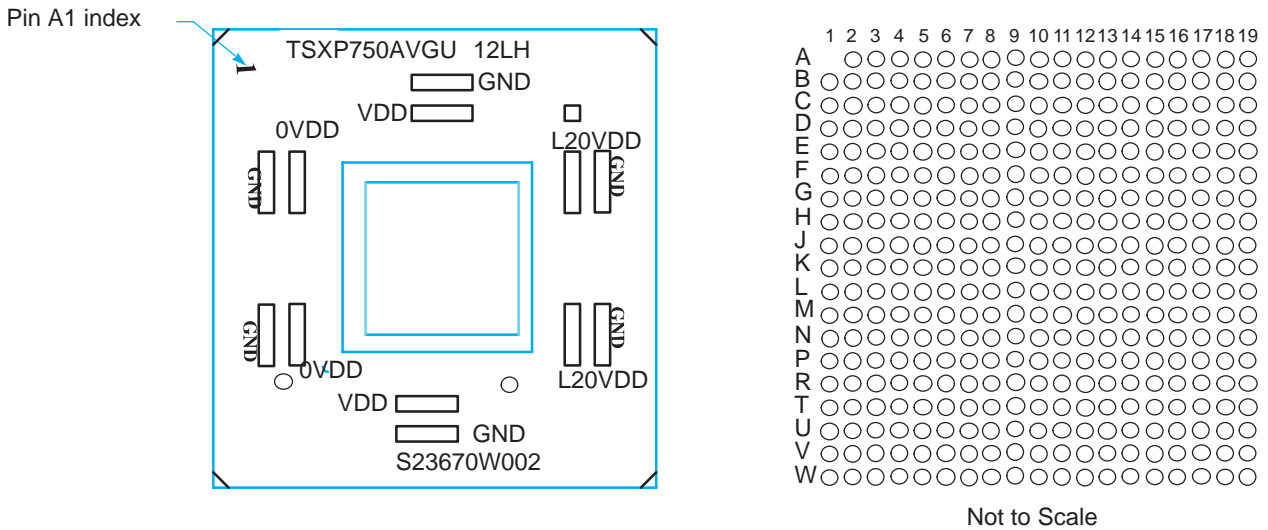 Pin A1 index
1
TSXP750AVGU 12LH
GND
VDD
0VDD
L20VDD
GND
GND
GND
GND
0VDD
L20VDD
VDD
GND
S23670W002
1 2 3 4 5 6 7 8 9 10 11 12 13 14 15 16 17 18 19
A
B
C
D
E
F
G
H
J
K
L
M
N
P
R
T
U
V
W
Not to Scale